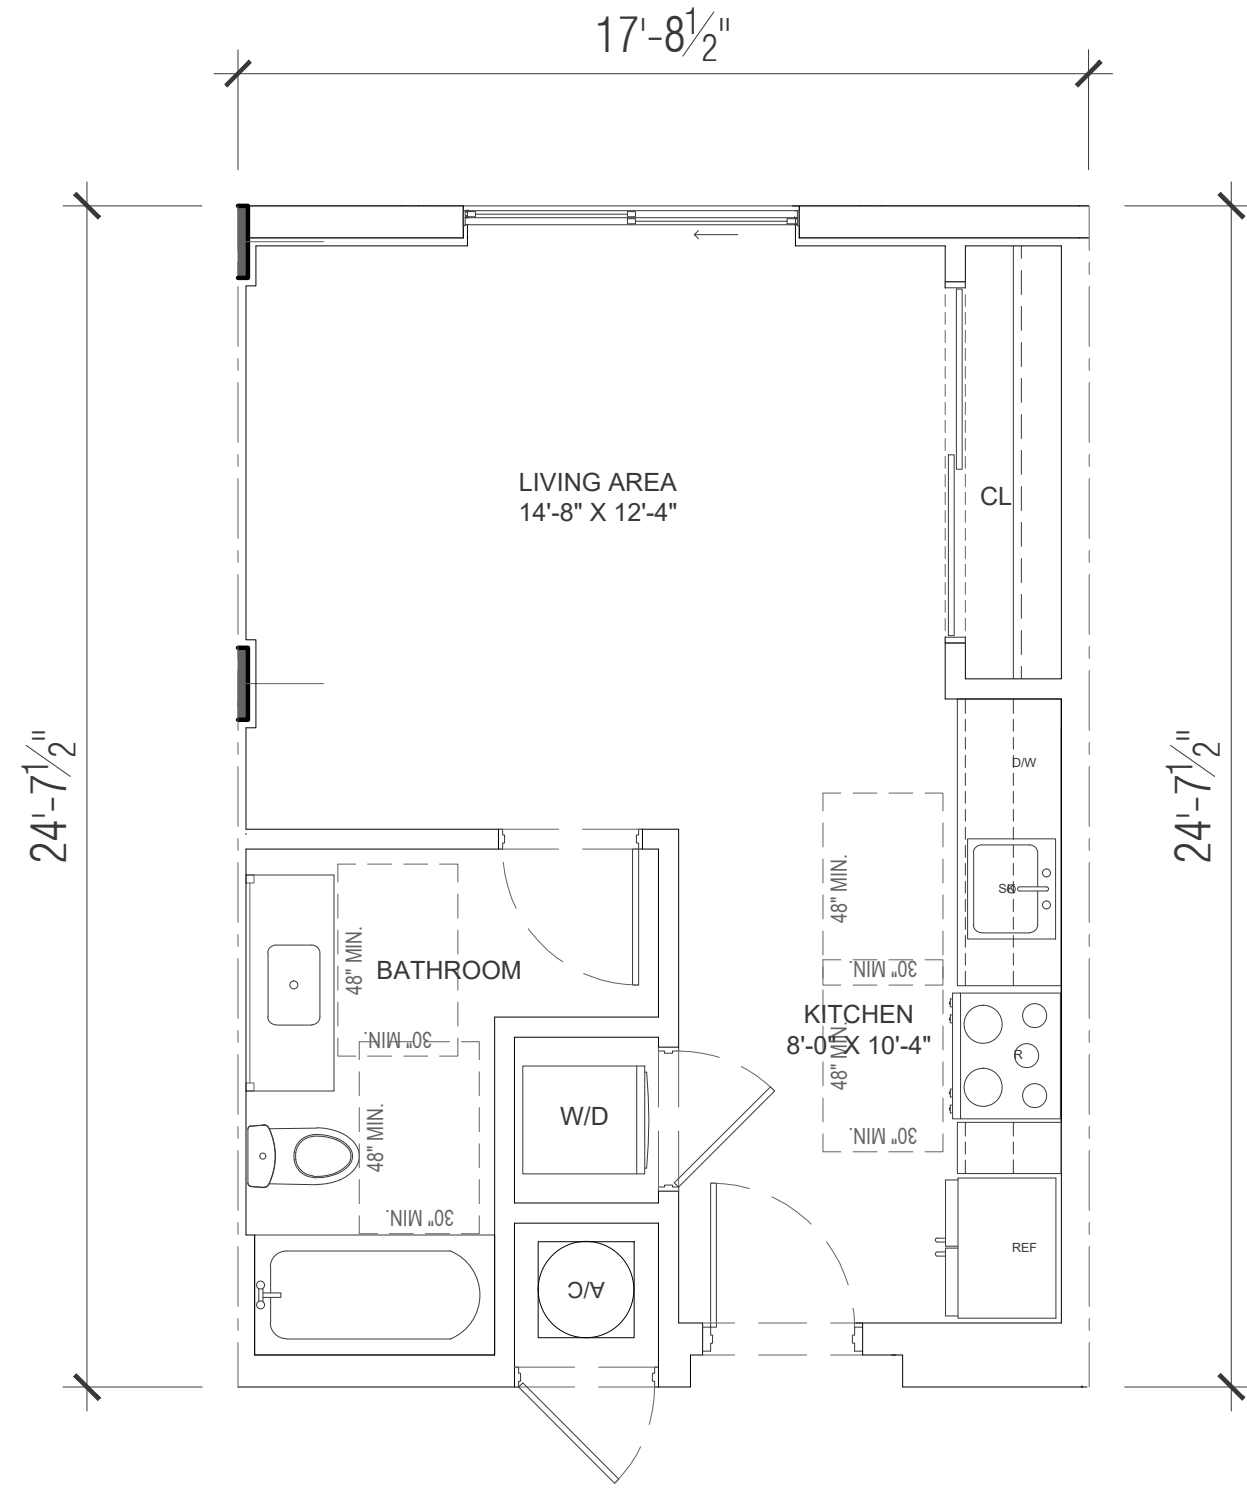 17'-8½"
LIVING AREA
14'-8" X 12'-4"
CL
24'-7½"
24'-7½"
D/W
48" MIN.
SK
30" MIN.
48" MIN.
BATHROOM
30" MIN.
KITCHEN
8'-0" X 10'-4"
48" MIN.
R
30" MIN.
W/D
48" MIN.
30" MIN.
REF
A/C